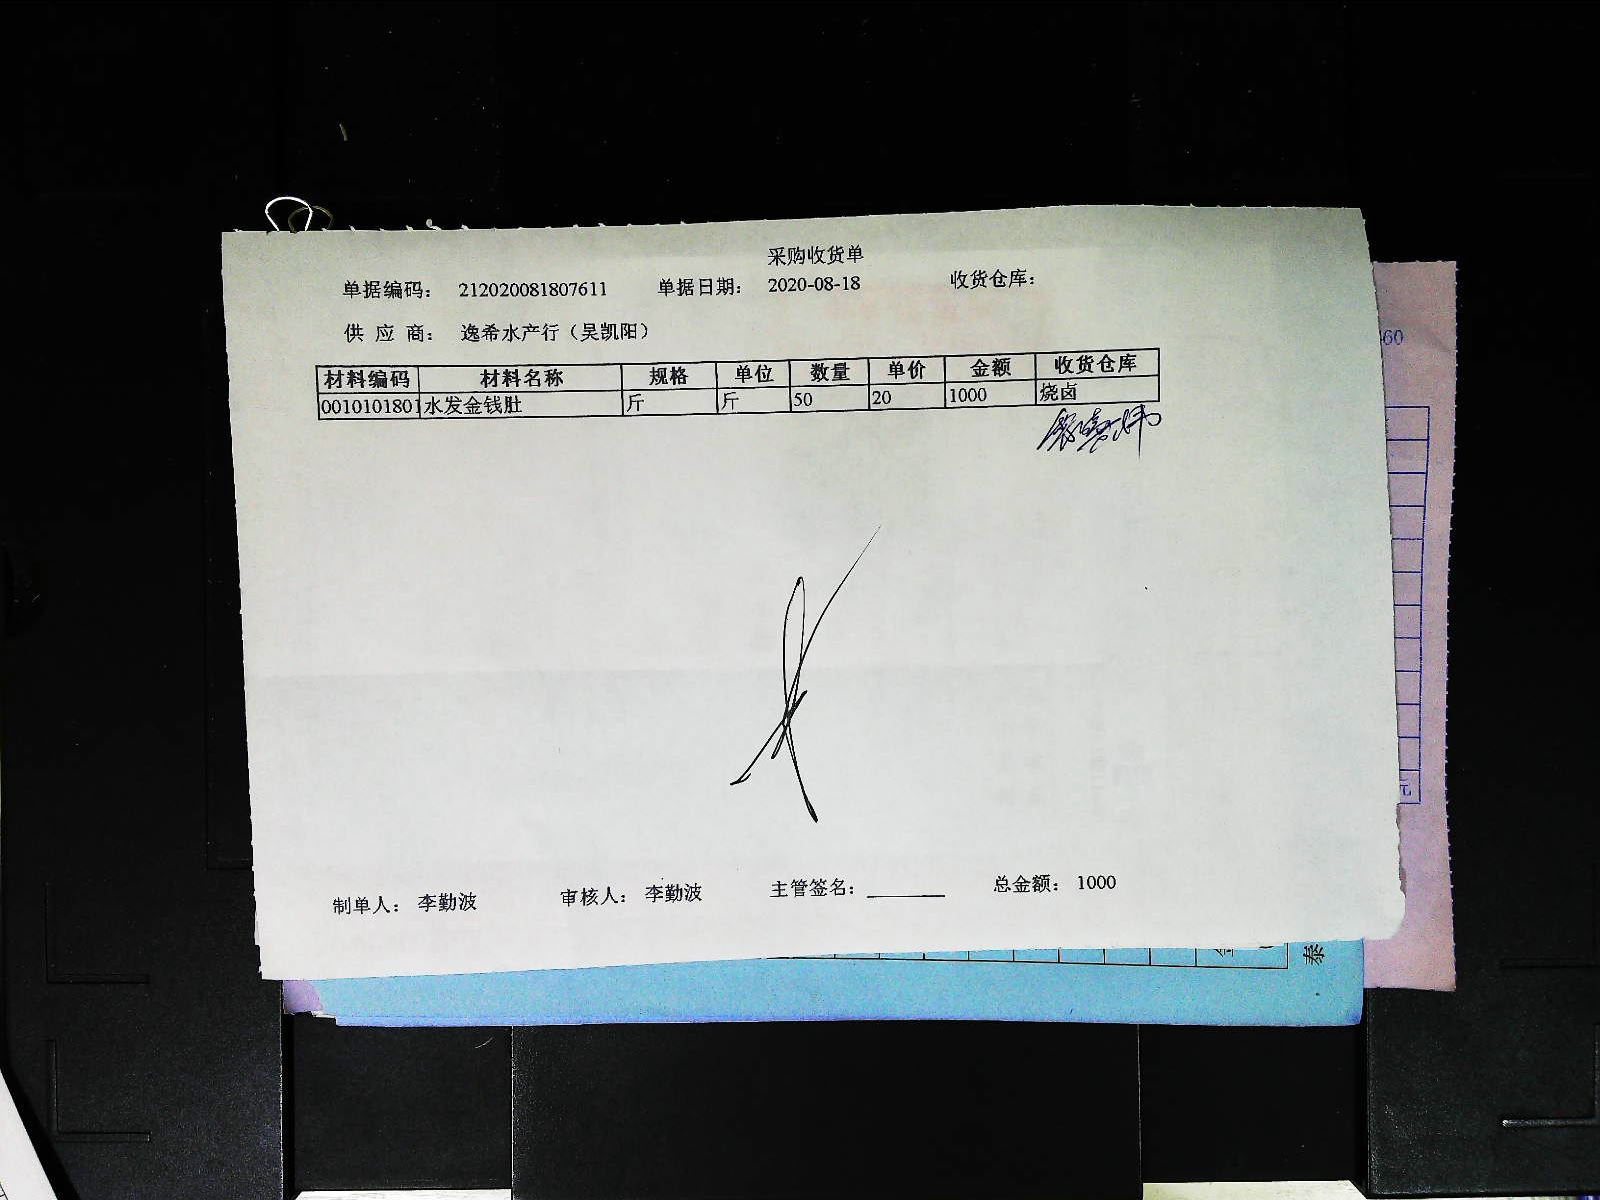 采购收货单
单据编码： 212020081807611 单据日期： 2020-08-18 收货仓库：
供 应 商： 逸希水产行（吴凯阳）
材料编码 材料名称 规格 单位 数量 单价 金额 收货仓库
0010101801 水发金钱肚 斤 斤 50 20 1000 烧卤
制单人： 李勤波 审核人： 李勤波 主管签名： 总金额： 1000
60
泰